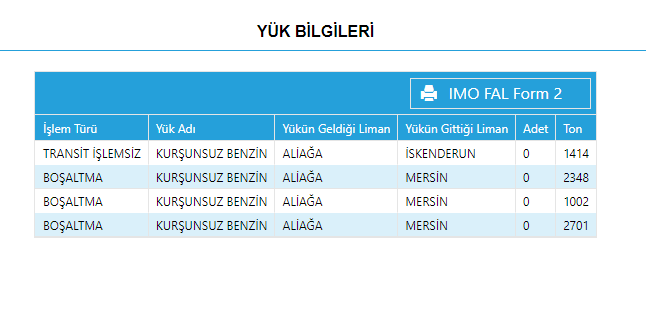 YÜK BİLGİLERİ
IMO FAL Form 2
İşlem Türü Yük Adı Yükün Geldiği Liman Yükün Gittiği Liman Adet Ton
TRANSİT İŞLEMSİZ KURŞUNSUZ BENZİN ALİAĞA İSKENDERUN 0 1414
BOŞALTMA KURŞUNSUZ BENZİN ALİAĞA MERSİN 0 2348
BOŞALTMA KURŞUNSUZ BENZİN ALİAĞA MERSİN 0 1002
BOŞALTMA KURŞUNSUZ BENZİN ALİAĞA MERSİN 0 2701